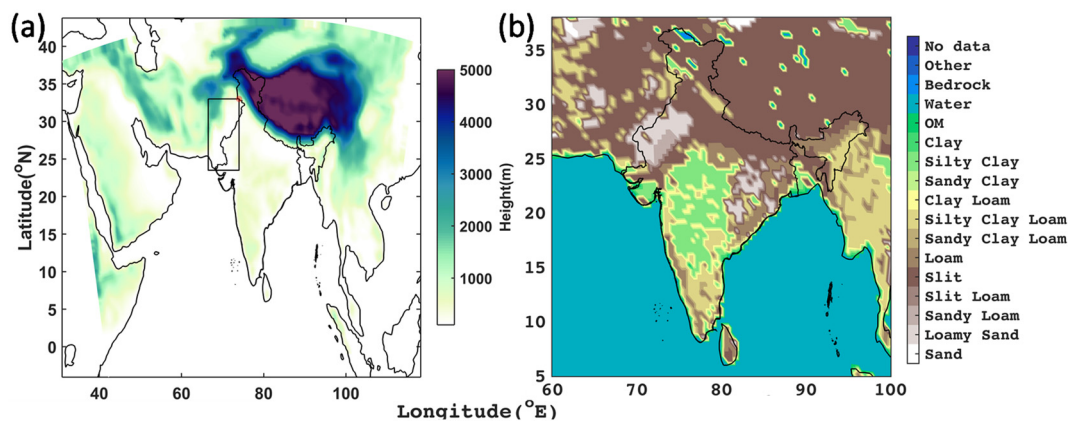 (a)
40
35
30
25
20
15
10
5
0
Latitude(°N)
40
60
80
100
5000
4000
3000
2000
1000
Height(m)
(b)
35
30
25
20
15
10
5
60
70
80
90
100
Longitude(°E)
No data
Other
Bedrock
Water
OM
Clay
Silty Clay
Sandy Clay
Clay Loam
Silty Clay Loam
Sandy Clay Loam
Loam
Slit
Slit Loam
Sandy Loam
Loamy Sand
Sand